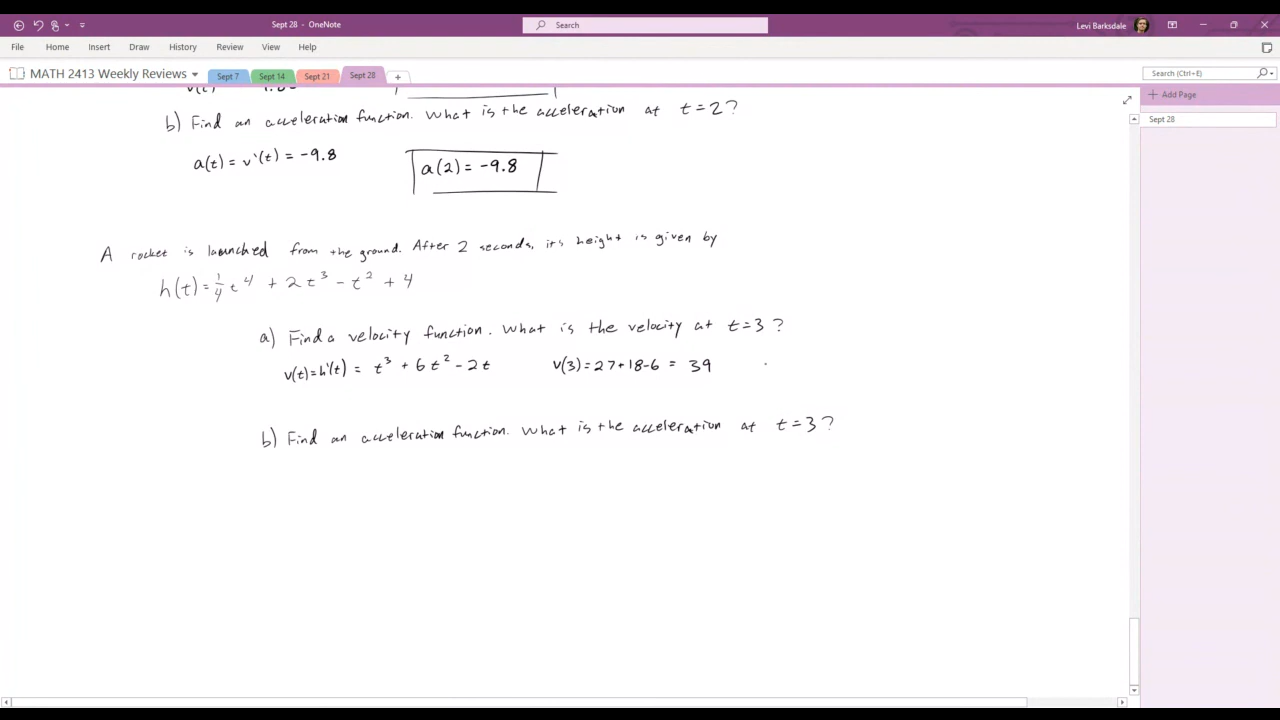 Sept 28 - OneNote
Search
Levi Barksdale
File Home Insert Draw History Review View Help
MATH 2413 Weekly Reviews
Sept 7 Sept 14 Sept 21 Sept 28
Search (Ctrl+E)
Add Page
Sept 28
b) Find an acceleration function. What is the acceleration at t=2?
a(t) = v'(t) = -9.8
a(2) = -9.8
A rocket is launched from the ground. After 2 seconds, it's height is given by
h(t) = 1/4 t^4 + 2t^3 - t^2 + 4
a) Find a velocity function. What is the velocity at t=3?
v(t)=h'(t) = t^3 + 6t^2 - 2t v(3)=27+18-6 = 39
b) Find an acceleration function. What is the acceleration at t=3?